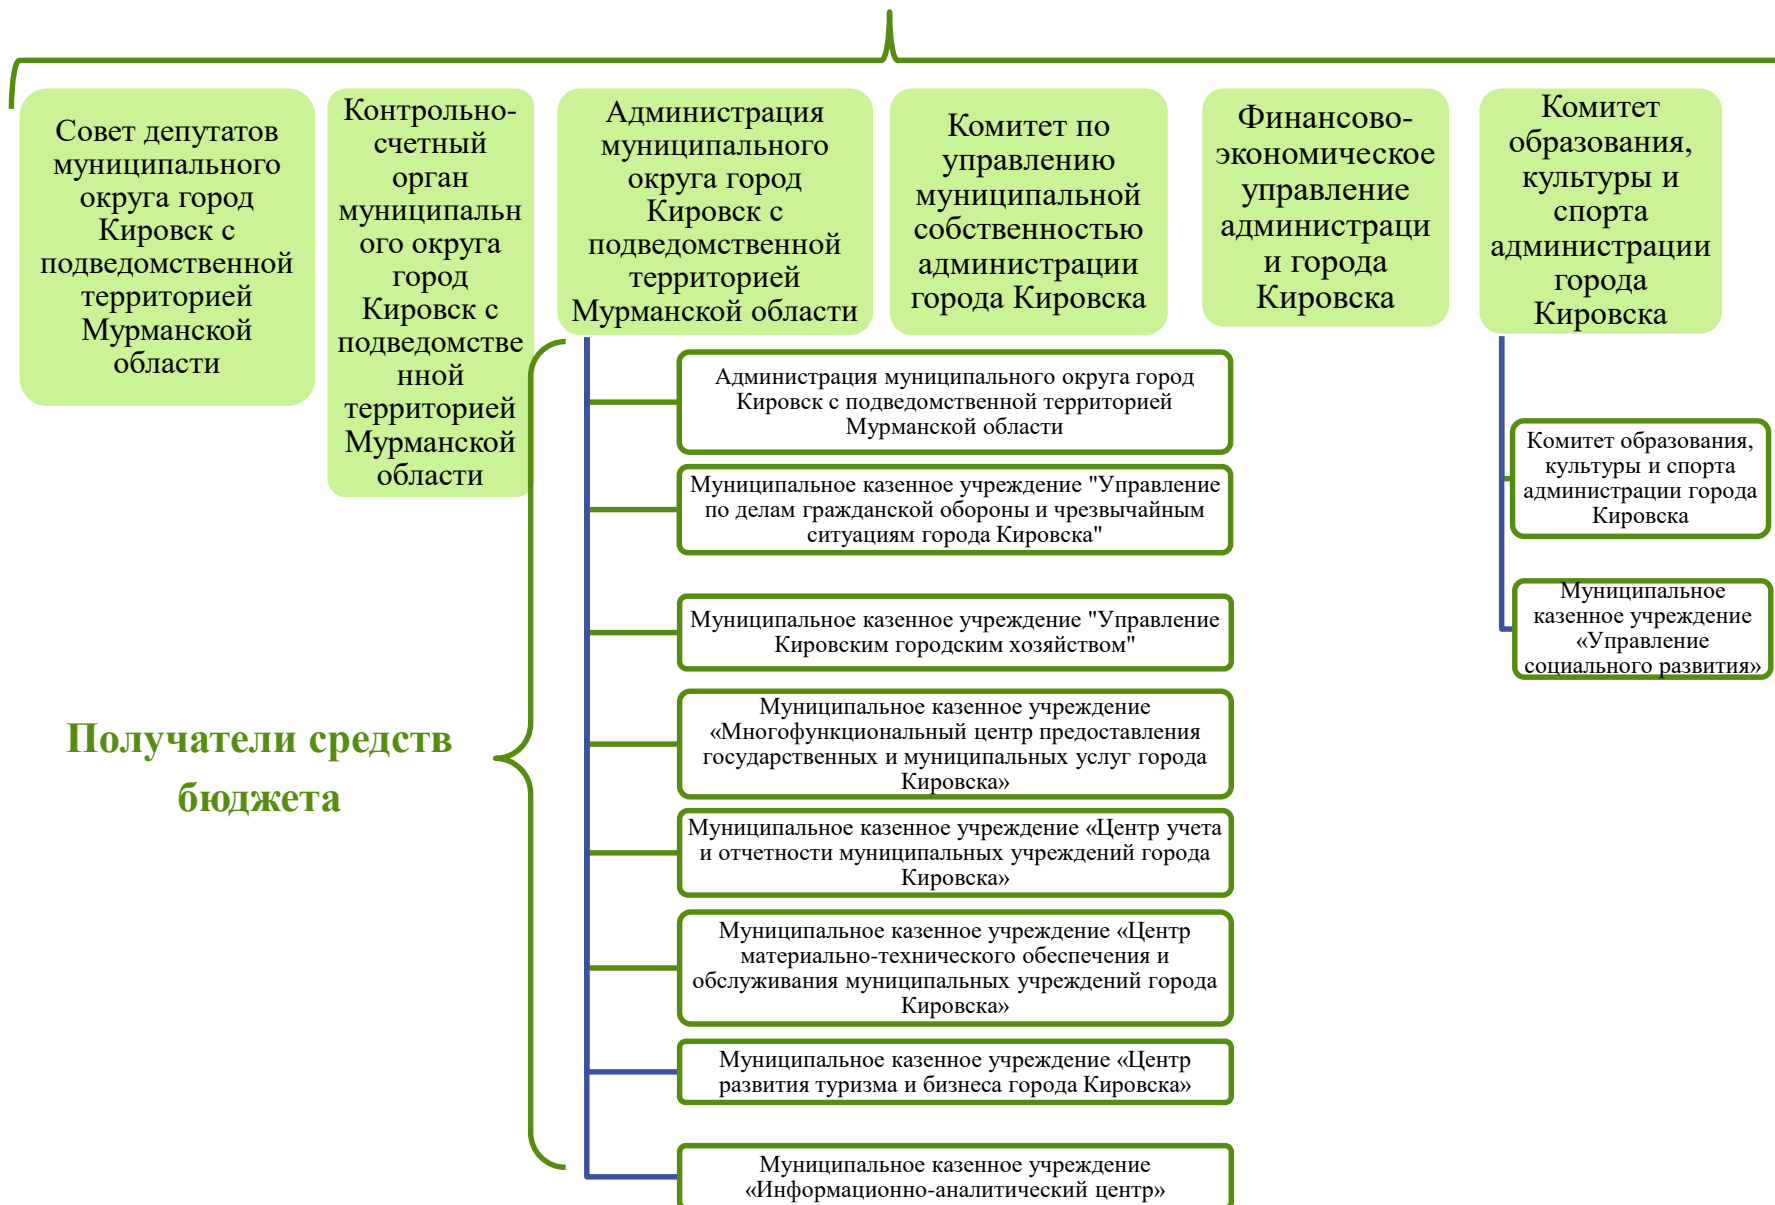 Совет депутатов
муниципального
округа город
Кировск с
подведомственной
территорией
Мурманской
области
Контрольно-
счетный
орган
муниципальн
ого округа
город
Кировск с
подведомстве
нной
территорией
Мурманской
области
Администрация
муниципального
округа город
Кировск с
подведомственной
территорией
Мурманской области
Комитет по
управлению
муниципальной
собственностью
администрации
города Кировска
Финансово-
экономическое
управление
администраци
и города
Кировска
Комитет
образования,
культуры и
спорта
администрации
города
Кировска
Администрация муниципального округа город
Кировск с подведомственной территорией
Мурманской области
Муниципальное казенное учреждение "Управление
по делам гражданской обороны и чрезвычайным
ситуациям города Кировска"
Муниципальное казенное учреждение "Управление
Кировским городским хозяйством"
Муниципальное казенное учреждение
«Многофункциональный центр предоставления
государственных и муниципальных услуг города
Кировска»
Муниципальное казенное учреждение «Центр учета
и отчетности муниципальных учреждений города
Кировска»
Муниципальное казенное учреждение «Центр
материально-технического обеспечения и
обслуживания муниципальных учреждений города
Кировска»
Муниципальное казенное учреждение «Центр
развития туризма и бизнеса города Кировска»
Муниципальное казенное учреждение
«Информационно-аналитический центр»
Комитет образования,
культуры и спорта
администрации города
Кировска
Муниципальное
казенное учреждение
«Управление
социального развития»
Получатели средств
бюджета